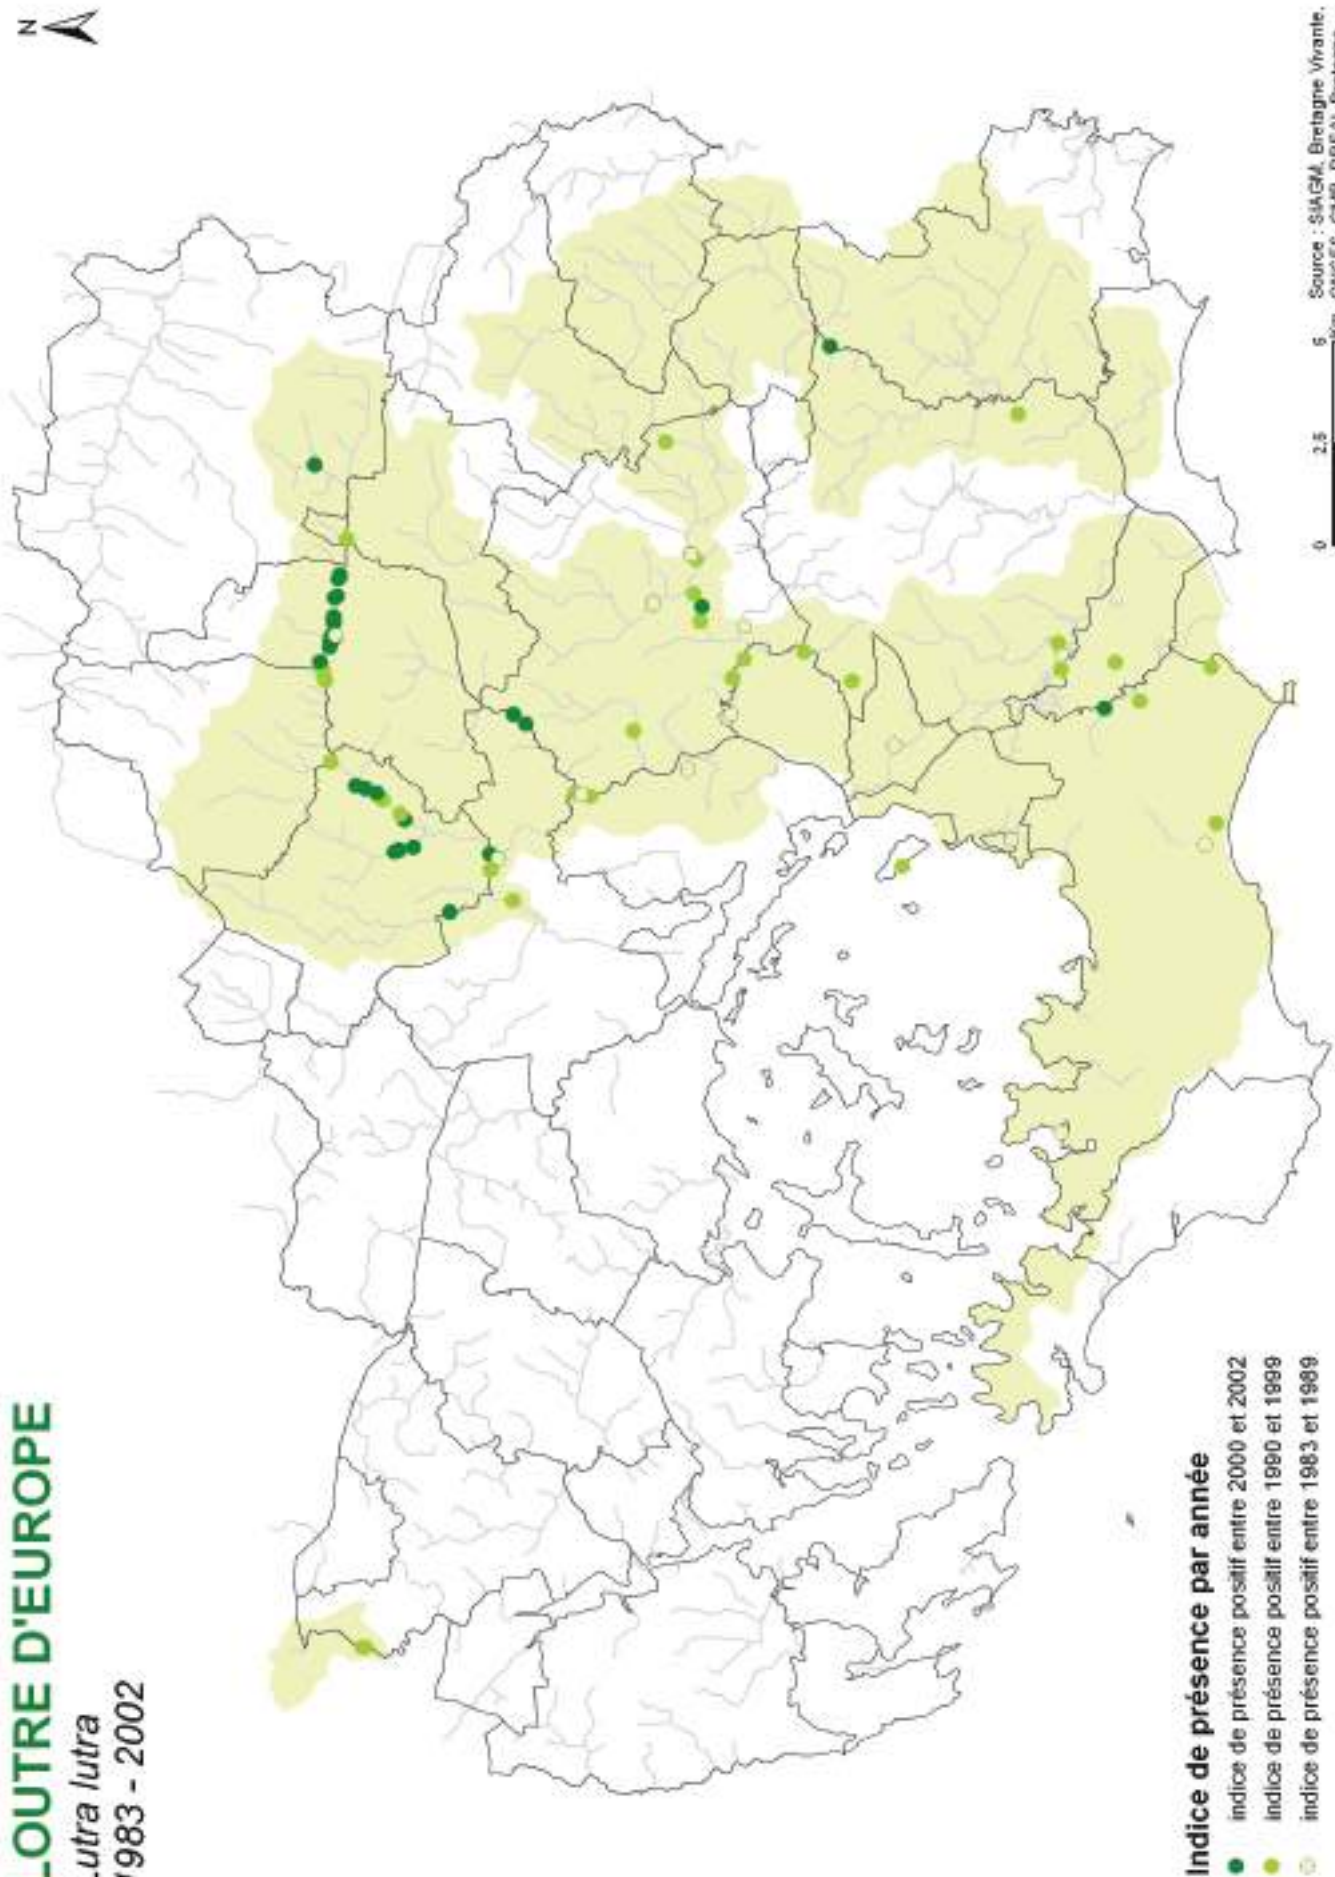 LOUTRE D'EUROPE
Lutra lutra
1983 - 2002
N
Indice de présence par année
indice de présence positif entre 2000 et 2002
indice de présence positif entre 1990 et 1999
indice de présence positif entre 1983 et 1989
0 2.5 5
Source : SIAGM, Bretagne Vivante,